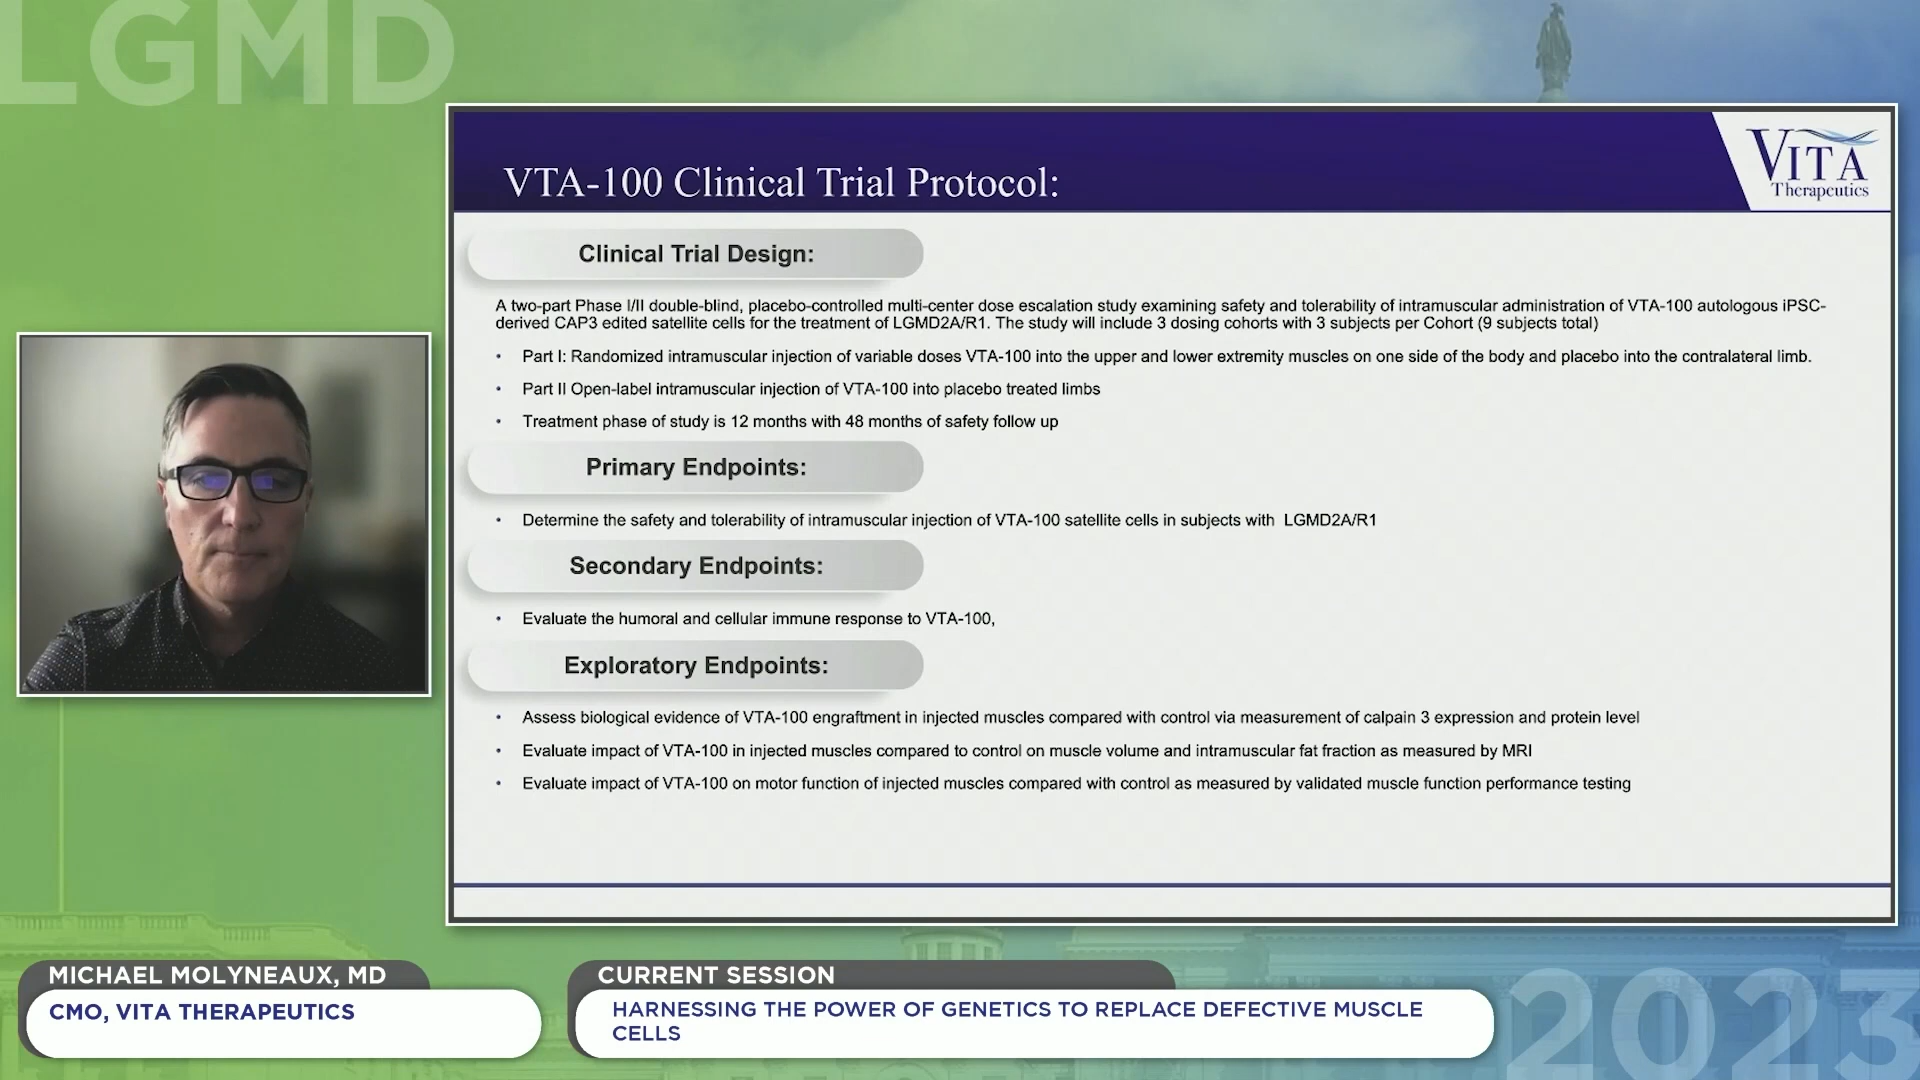 LGMD
VITA
Therapeutics
VTA-100 Clinical Trial Protocol:
Clinical Trial Design:
A two-part Phase I/II double-blind, placebo-controlled multi-center dose escalation study examining safety and tolerability of intramuscular administration of VTA-100 autologous iPSC-
derived CAP3 edited satellite cells for the treatment of LGMD2A/R1. The study will include 3 dosing cohorts with 3 subjects per Cohort (9 subjects total)
• Part I: Randomized intramuscular injection of variable doses VTA-100 into the upper and lower extremity muscles on one side of the body and placebo into the contralateral limb.
• Part II Open-label intramuscular injection of VTA-100 into placebo treated limbs
• Treatment phase of study is 12 months with 48 months of safety follow up
Primary Endpoints:
• Determine the safety and tolerability of intramuscular injection of VTA-100 satellite cells in subjects with LGMD2A/R1
Secondary Endpoints:
• Evaluate the humoral and cellular immune response to VTA-100,
Exploratory Endpoints:
• Assess biological evidence of VTA-100 engraftment in injected muscles compared with control via measurement of calpain 3 expression and protein level
• Evaluate impact of VTA-100 in injected muscles compared to control on muscle volume and intramuscular fat fraction as measured by MRI
• Evaluate impact of VTA-100 on motor function of injected muscles compared with control as measured by validated muscle function performance testing
MICHAEL MOLYNEAUX, MD
CMO, VITA THERAPEUTICS
CURRENT SESSION
HARNESSING THE POWER OF GENETICS TO REPLACE DEFECTIVE MUSCLE
CELLS
2023